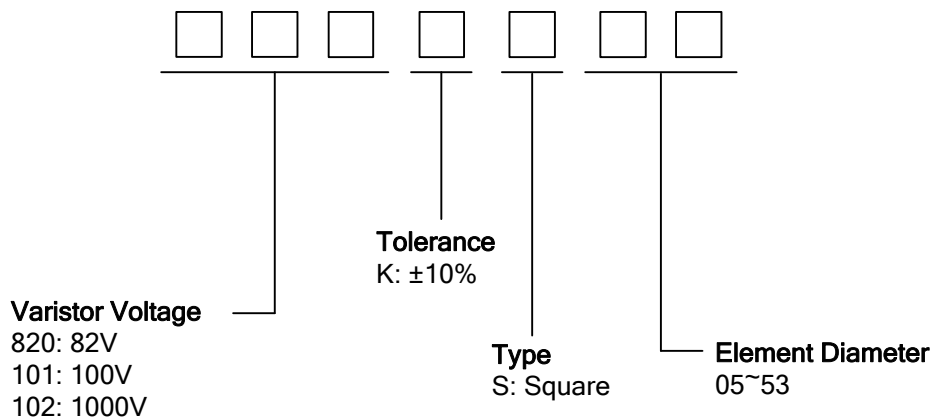 Tolerance
K: ±10%
Varistor Voltage
820: 82V
101: 100V
102: 1000V
Type
S: Square
Element Diameter
05~53